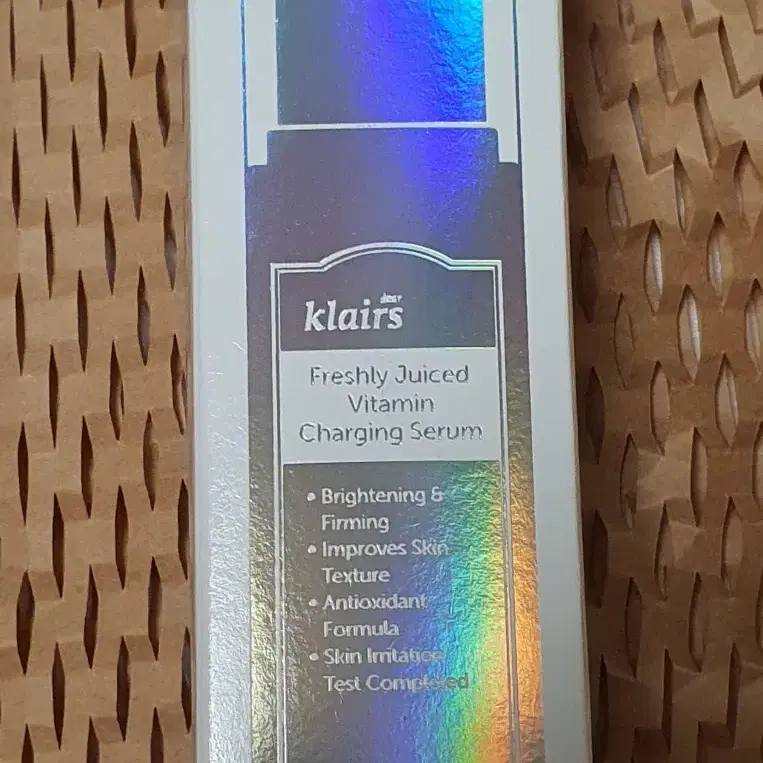 dear
klairs
Freshly Juiced
Vitamin
Charging Serum
• Brightening &
Firming
• Improves Skin
Texture
• Antioxidant
Formula
• Skin Irritation
Test Completed